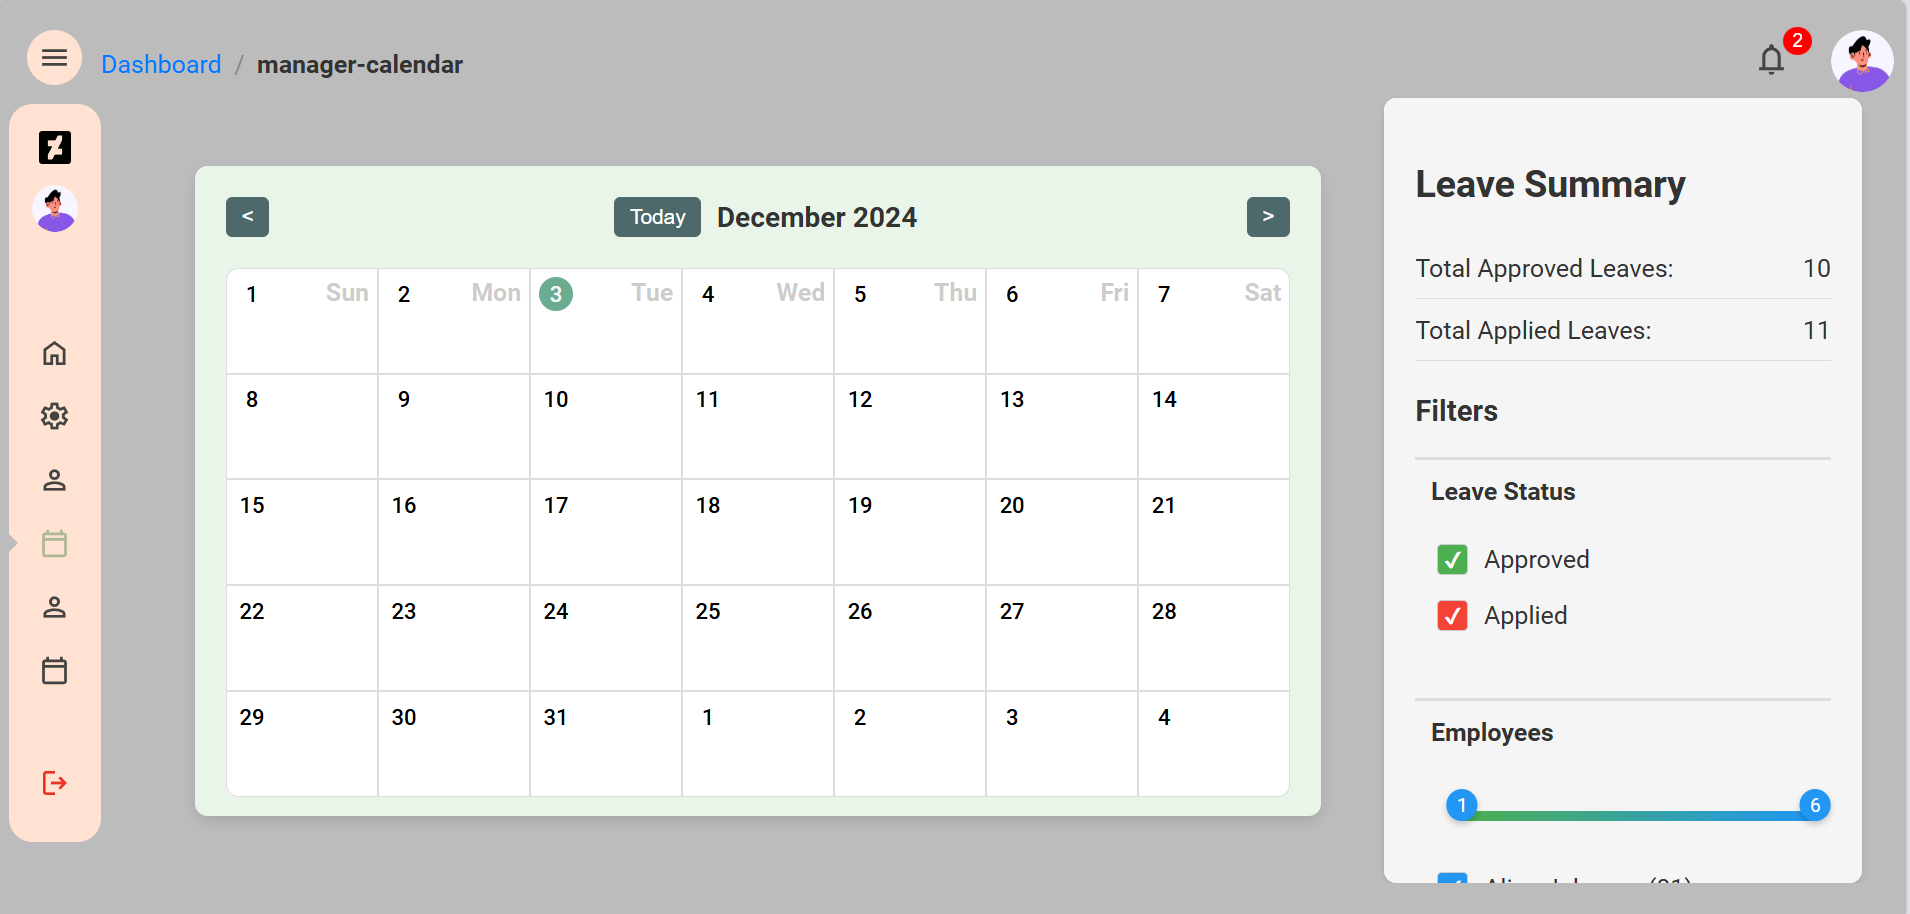 Dashboard / manager-calendar
2
< Today December 2024 >
1 Sun 2 Mon 3 Tue 4 Wed 5 Thu 6 Fri 7 Sat
8 9 10 11 12 13 14
15 16 17 18 19 20 21
22 23 24 25 26 27 28
29 30 31 1 2 3 4
Leave Summary
Total Approved Leaves: 10
Total Applied Leaves: 11
Filters
Leave Status
Approved
Applied
Employees
1 6